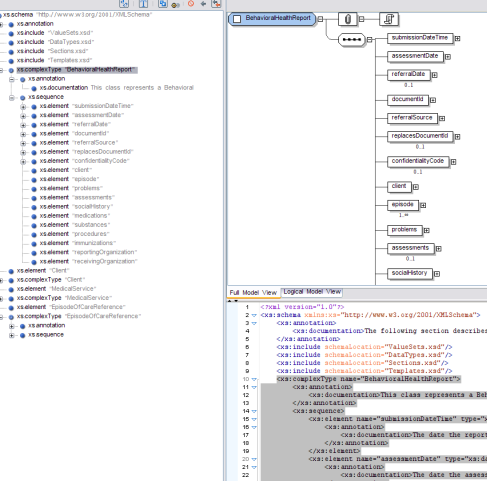 xs:schema "http://www.w3.org/2001/XMLSchema"
xs:annotation
xs:include "ValueSets.xsd"
xs:include "DataTypes.xsd"
xs:include "Sections.xsd"
xs:include "Templates.xsd"
xs:complexType "BehavioralHealthReport"
xs:annotation
xs:documentation This class represents a Behavioral
xs:sequence
xs:element "submissionDateTime"
xs:element "assessmentDate"
xs:element "referralDate"
xs:element "documentId"
xs:element "referralSource"
xs:element "replacesDocumentId"
xs:element "confidentialityCode"
xs:element "client"
xs:element "episode"
xs:element "problems"
xs:element "assessments"
xs:element "socialHistory"
xs:element "medications"
xs:element "substances"
xs:element "procedures"
xs:element "immunizations"
xs:element "reportingOrganization"
xs:element "receivingOrganization"
xs:element "Client"
xs:complexType "Client"
xs:element "MedicalService"
xs:complexType "MedicalService"
xs:element "EpisodeOfCareReference"
xs:complexType "EpisodeOfCareReference"
xs:annotation
xs:sequence
BehavioralHealthReport
submissionDateTime
assessmentDate
referralDate
0..1
documentId
referralSource
replacesDocumentId
0..1
confidentialityCode
0..1
client
episode
1..∞
problems
assessments
0..1
socialHistory
Full Model View Logical Model View
1 <?xml version="1.0"?>
2 <xs:schema xmlns:xs="http://www.w3.org/2001/XMLSchema">
3 <xs:annotation>
4 <xs:documentation>The following section describes
5 </xs:annotation>
6 <xs:include schemaLocation="ValueSets.xsd"/>
7 <xs:include schemaLocation="DataTypes.xsd"/>
8 <xs:include schemaLocation="Sections.xsd"/>
9 <xs:include schemaLocation="Templates.xsd"/>
10 <xs:complexType name="BehavioralHealthReport">
11 <xs:annotation>
12 <xs:documentation>This class represents a Beh
13 </xs:annotation>
14 <xs:sequence>
15 <xs:element name="submissionDateTime" type="x
16 <xs:annotation>
17 <xs:documentation>The date the report
18 </xs:annotation>
19 </xs:element>
20 <xs:element name="assessmentDate" type="xs:da
21 <xs:annotation>
22 <xs:documentation>The date the assess